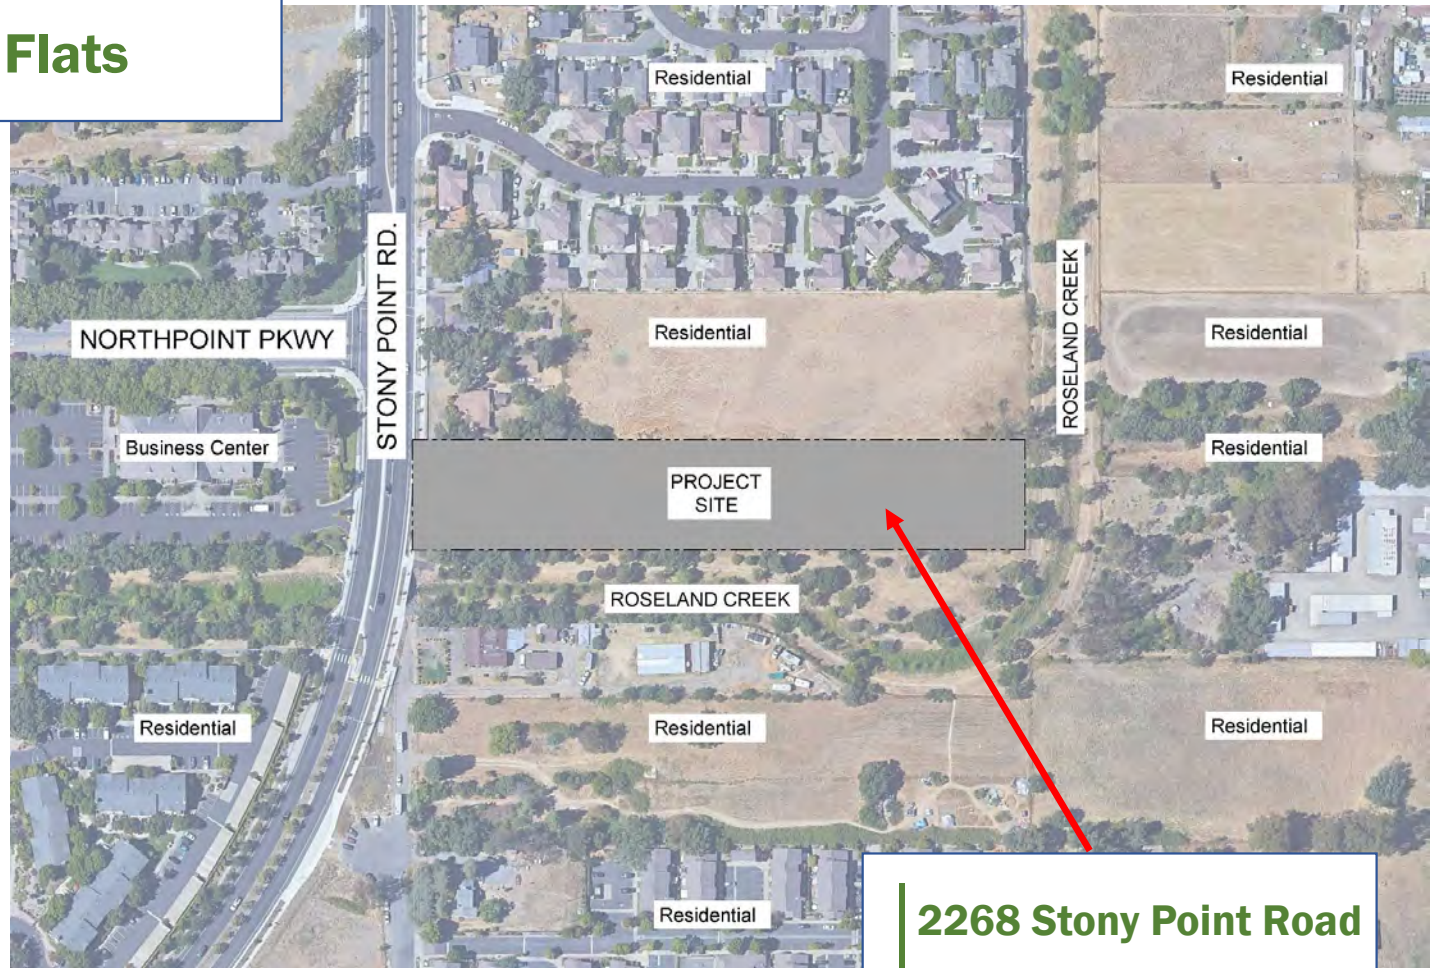 Flats
Residential
Residential
STONY POINT RD.
ROSELAND CREEK
NORTHPOINT PKWY
Residential
Residential
Business Center
Residential
PROJECT
SITE
ROSELAND CREEK
Residential
Residential
Residential
Residential
2268 Stony Point Road